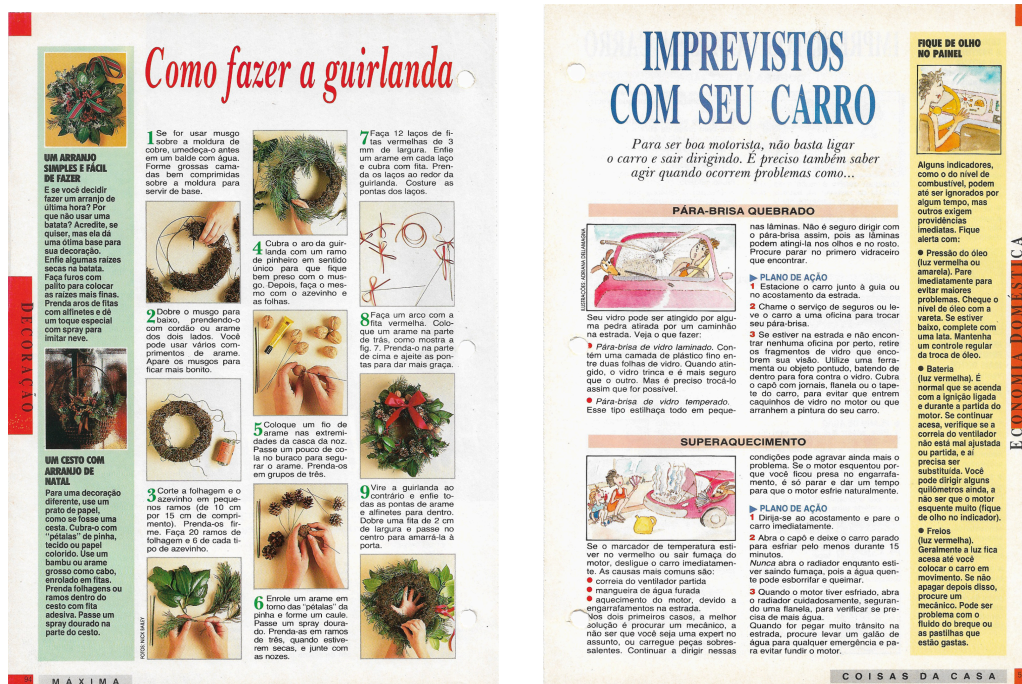 Como fazer a guirlanda
UM ARRANJO
SIMPLES E FÁCIL
DE FAZER
E se você decidir
fazer um arranjo de
última hora? Por
que não usar uma
batata? Acredite, se
quiser, mas ela dá
uma ótima base para
sua decoração.
Enfie algumas raízes
secas na batata.
Faça furos com
palito para colocar
as raízes mais finas.
Prenda aros de fitas
com alfinetes e dê
um toque especial
com spray para
imitar neve.
UM CESTO COM
ARRANJO DE
NATAL
Para uma decoração
diferente, use um
prato de papel,
como se fosse uma
cesta. Cubra-o com
"pétalas" de pinha,
tecido ou papel
colorido. Use um
bambu ou arame
grosso como cabo,
enrolado em fitas.
Prenda folhagens ou
ramos dentro do
cesto com fita
adesiva. Passe um
spray dourado na
parte do cesto.
DECORAÇÃO
1 Se for usar musgo
sobre a moldura de
cobre, umedeça-o antes
em um balde com água.
Forme grossas cama-
das bem comprimidas
sobre a moldura para
servir de base.
2 Dobre o musgo para
baixo, prendendo-o
com cordão ou arame
dos dois lados. Você
pode usar vários com-
primentos de arame.
Apare os musgos para
ficar mais bonito.
3 Corte a folhagem e o
azevinho em peque-
nos ramos (de 10 cm
por 15 cm de compri-
mento). Prenda-os fir-
me. Faça 20 ramos de
folhagem e 6 de cada ti-
po de azevinho.
FOTOS: NICK BAILEY
4 Cubra o aro da guir-
landa com um ramo
de pinheiro em sentido
único para que fique
bem preso com o mus-
go. Depois, faça o mes-
mo com o azevinho e
as folhas.
5 Coloque um fio de
arame nas extremi-
dades da casca da noz.
Passe um pouco de co-
la no buraco para segu-
rar o arame. Prenda-os
em grupos de três.
6 Enrole um arame em
torno das "pétalas" da
pinha e forme um caule.
Passe um spray doura-
do. Prenda-as em ramos
de três, quando estive-
rem secas, e junte com
as nozes.
7 Faça 12 laços de fi-
tas vermelhas de 3
mm de largura. Enfie
um arame em cada laço
e cubra com fita. Pren-
da os laços ao redor da
guirlanda. Costure as
pontas dos laços.
8 Faça um arco com a
fita vermelha. Colo-
que um arame na parte
de trás, como mostra a
fig. 7. Prenda-o na parte
de cima e ajeite as pon-
tas para dar mais graça.
9 Vire a guirlanda ao
contrário e enfie to-
das as pontas de arame
e alfinetes para dentro.
Dobre uma fita de 2 cm
de largura e passe no
centro para amarrá-la à
porta.
MAXIMA
IMPREVISTOS
COM SEU CARRO
Para ser boa motorista, não basta ligar
o carro e sair dirigindo. É preciso também saber
agir quando ocorrem problemas como...
PÁRA-BRISA QUEBRADO
ILUSTRAÇÕES: ADRIANA DELLAMAGNA
Seu vidro pode ser atingido por algu-
ma pedra atirada por um caminhão
na estrada. Veja o que fazer:
Pára-brisa de vidro laminado. Con-
tém uma camada de plástico fino en-
tre duas folhas de vidro. Quando atin-
gido, o vidro trinca e é mais seguro
que o outro. Mas é preciso trocá-lo
assim que for possível.
● Pára-brisa de vidro temperado.
Esse tipo estilhaça todo em peque-
nas lâminas. Não é seguro dirigir com
o pára-brisa assim, pois as lâminas
podem atingi-la nos olhos e no rosto.
Procure parar no primeiro vidraceiro
que encontrar.
▶ PLANO DE AÇÃO
1 Estacione o carro junto à guia ou
no acostamento da estrada.
2 Chame o serviço de seguros ou le-
ve o carro a uma oficina para trocar
seu pára-brisa.
3 Se estiver na estrada e não encon-
trar nenhuma oficina por perto, retire
os fragmentos de vidro que enco-
brem sua visão. Utilize uma ferra-
menta ou objeto pontudo, batendo de
dentro para fora contra o vidro. Cubra
o capô com jornais, flanela ou o tape-
te do carro, para evitar que entrem
caquinhos de vidro no motor ou que
arranhem a pintura do seu carro.
SUPERAQUECIMENTO
Se o marcador de temperatura esti-
ver no vermelho ou sair fumaça do
motor, desligue o carro imediatamen-
te. As causas mais comuns são:
● correia do ventilador partida
● mangueira de água furada
● aquecimento do motor, devido a
engarrafamentos na estrada.
Nos dois primeiros casos, a melhor
solução é procurar um mecânico, a
não ser que você seja uma expert no
assunto, ou carregue peças sobres-
salentes. Continuar a dirigir nessas
condições pode agravar ainda mais o
problema. Se o motor esquentou por-
que você ficou presa no engarrafa-
mento, é só parar e dar um tempo
para que o motor esfrie naturalmente.
▶ PLANO DE AÇÃO
1 Dirija-se ao acostamento e pare o
carro imediatamente.
2 Abra o capô e deixe o carro parado
para esfriar pelo menos durante 15
minutos.
Nunca abra o radiador enquanto esti-
ver saindo fumaça, pois a água quen-
te pode esborrifar e queimar.
3 Quando o motor tiver esfriado, abra
o radiador cuidadosamente, seguran-
do uma flanela, para verificar se pre-
cisa de mais água.
Quando for pegar muito trânsito na
estrada, procure levar um galão de
água para qualquer emergência e pa-
ra evitar fundir o motor.
FIQUE DE OLHO
NO PAINEL
Alguns indicadores,
como o do nível de
combustível, podem
até ser ignorados por
algum tempo, mas
outros exigem
providências
imediatas. Fique
alerta com:
● Pressão do óleo
(luz vermelha ou
amarela). Pare
imediatamente para
evitar maiores
problemas. Cheque o
nível de óleo com a
vareta. Se estiver
baixo, complete com
uma lata. Mantenha
um controle regular
da troca de óleo.
● Bateria
(luz vermelha). É
normal que se acenda
com a ignição ligada
e durante a partida do
motor. Se continuar
acesa, verifique se a
correia do ventilador
não está mal ajustada
ou partida, e aí
precisa ser
substituída. Você
pode dirigir alguns
quilômetros ainda, a
não ser que o motor
esquente muito (fique
de olho no indicador).
● Freios
(luz vermelha).
Geralmente a luz fica
acesa até você
colocar o carro em
movimento. Se não
apagar depois disso,
procure um
mecânico. Pode ser
problema com o
fluido do breque ou
as pastilhas que
estão gastas.
ECONOMIA DOMÉSTICA
COISAS DA CASA